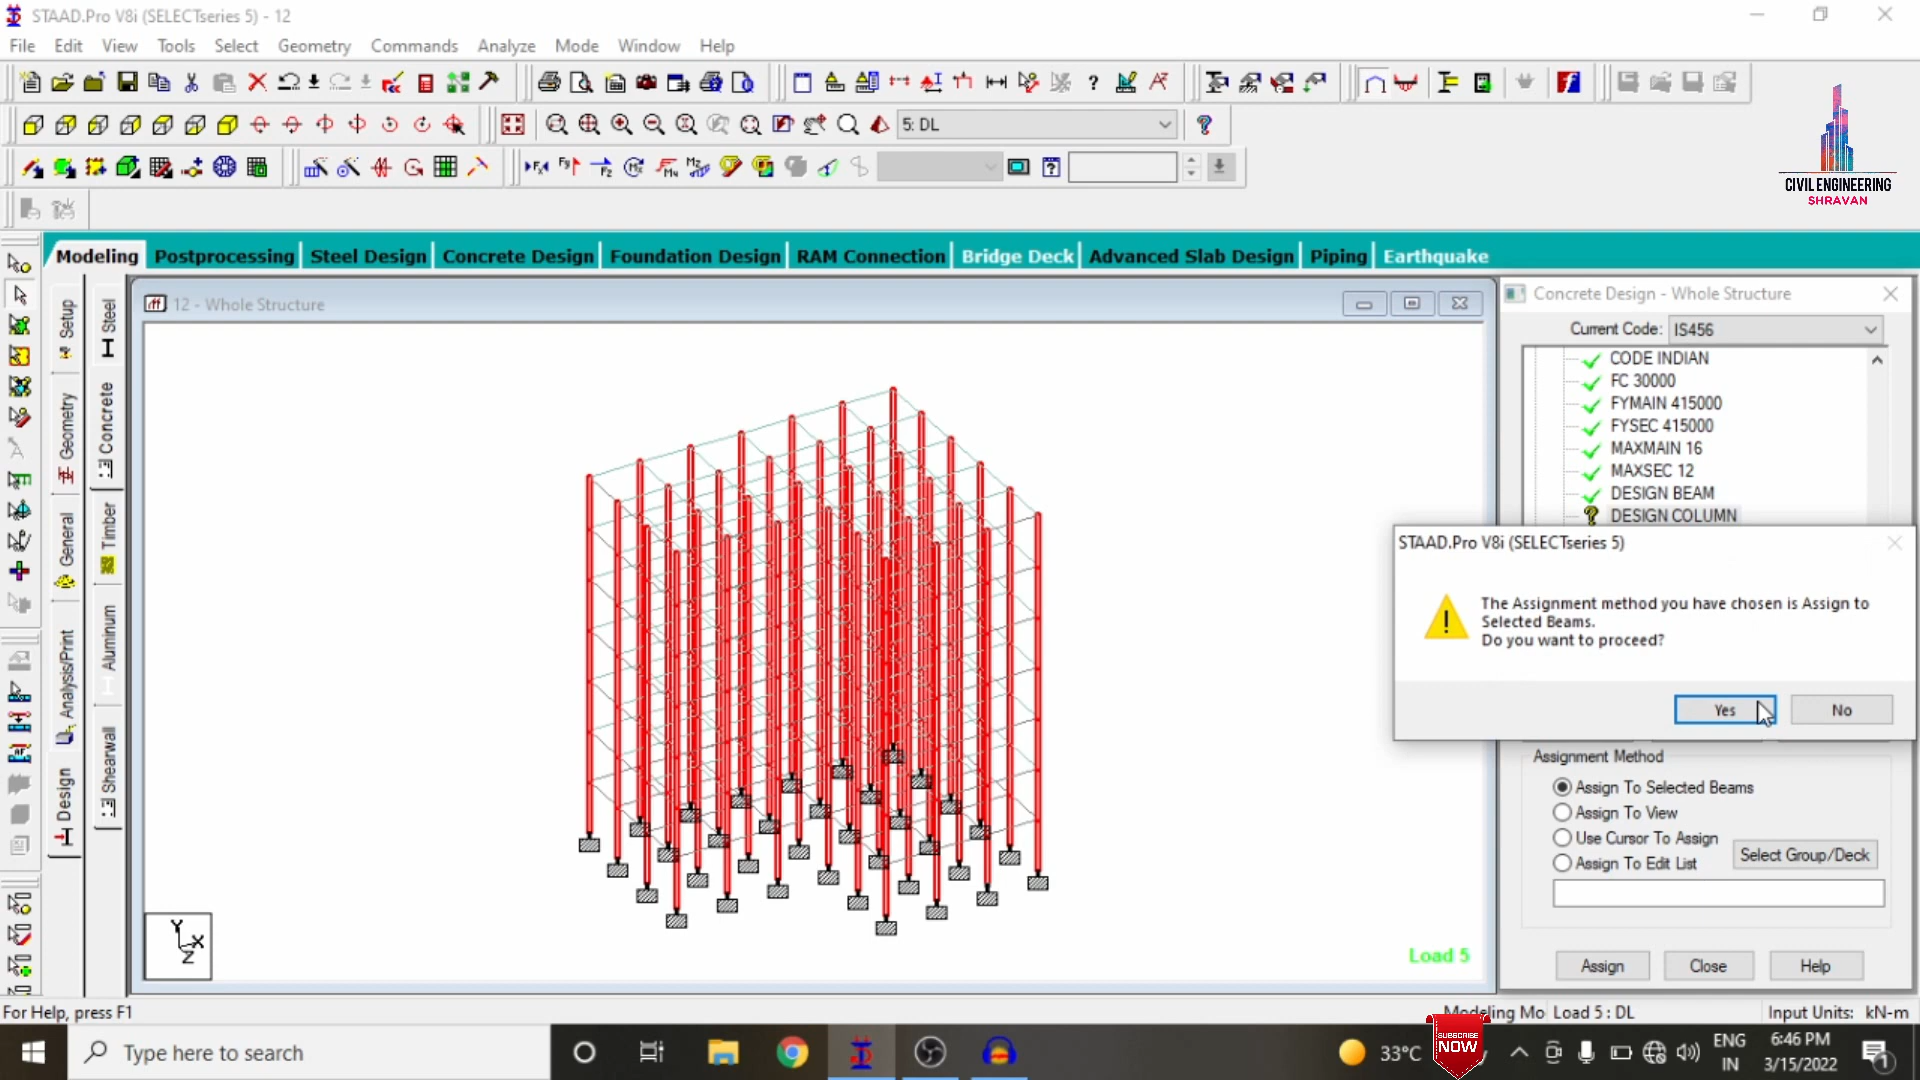 STAAD.Pro V8i (SELECTseries 5) - 12
File Edit View Tools Select Geometry Commands Analyze Mode Window Help
5: DL
CIVIL ENGINEERING
SHRAVAN
Modeling Postprocessing Steel Design Concrete Design Foundation Design RAM Connection Bridge Deck Advanced Slab Design Piping Earthquake
Setup
Geometry
General
Analysis/Print
Design
Steel
Concrete
Timber
Aluminum
Shearwall
12 - Whole Structure
Y
X
Z
Load 5
Concrete Design - Whole Structure
Current Code: IS456
CODE INDIAN
FC 30000
FYMAIN 415000
FYSEC 415000
MAXMAIN 16
MAXSEC 12
DESIGN BEAM
DESIGN COLUMN
STAAD.Pro V8i (SELECTseries 5)
The Assignment method you have chosen is Assign to
Selected Beams.
Do you want to proceed?
Yes No
Assignment Method
Assign To Selected Beams
Assign To View
Use Cursor To Assign
Assign To Edit List
Select Group/Deck
Assign Close Help
For Help, press F1
Modeling Mo Load 5 : DL Input Units: kN-m
Type here to search
SUBSCRIBE
NOW
33°C
ENG
IN
6:46 PM
3/15/2022
1